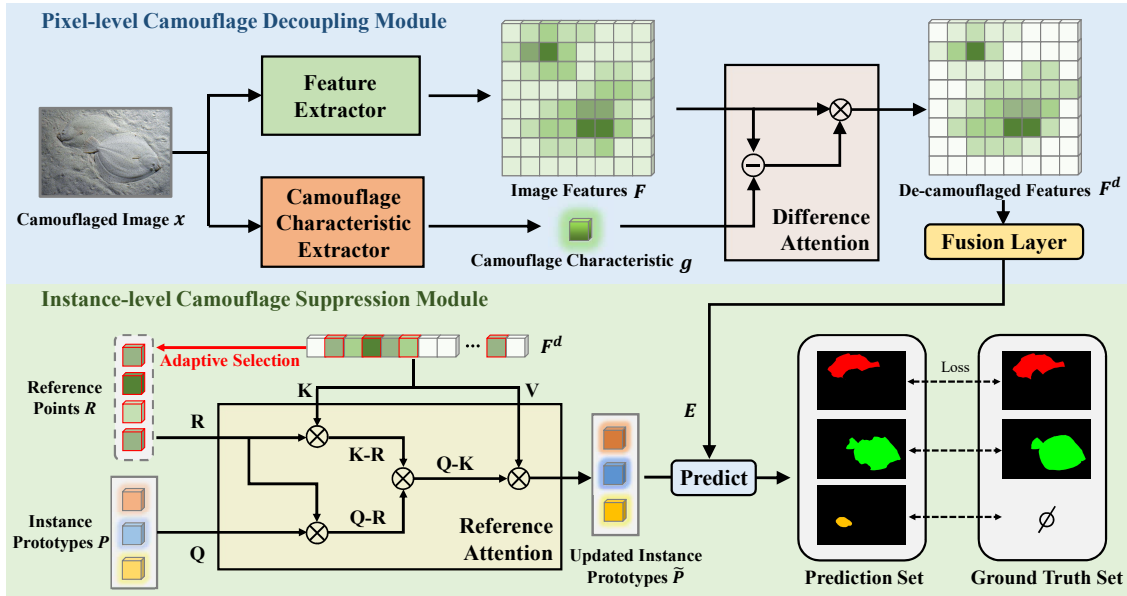 Pixel-level Camouflage Decoupling Module
Feature
Extractor
Camouflaged Image x
Camouflage
Characteristic
Extractor
Image Features F
Camouflage Characteristic g
Difference
Attention
De-camouflaged Features F^d
Fusion Layer
Instance-level Camouflage Suppression Module
Adaptive Selection
... F^d
Reference
Points R
R
K
V
K-R
Q-K
Q-R
Instance
Prototypes P
Q
Reference
Attention
Updated Instance
Prototypes P̃
E
Predict
Loss
∅
Prediction Set
Ground Truth Set